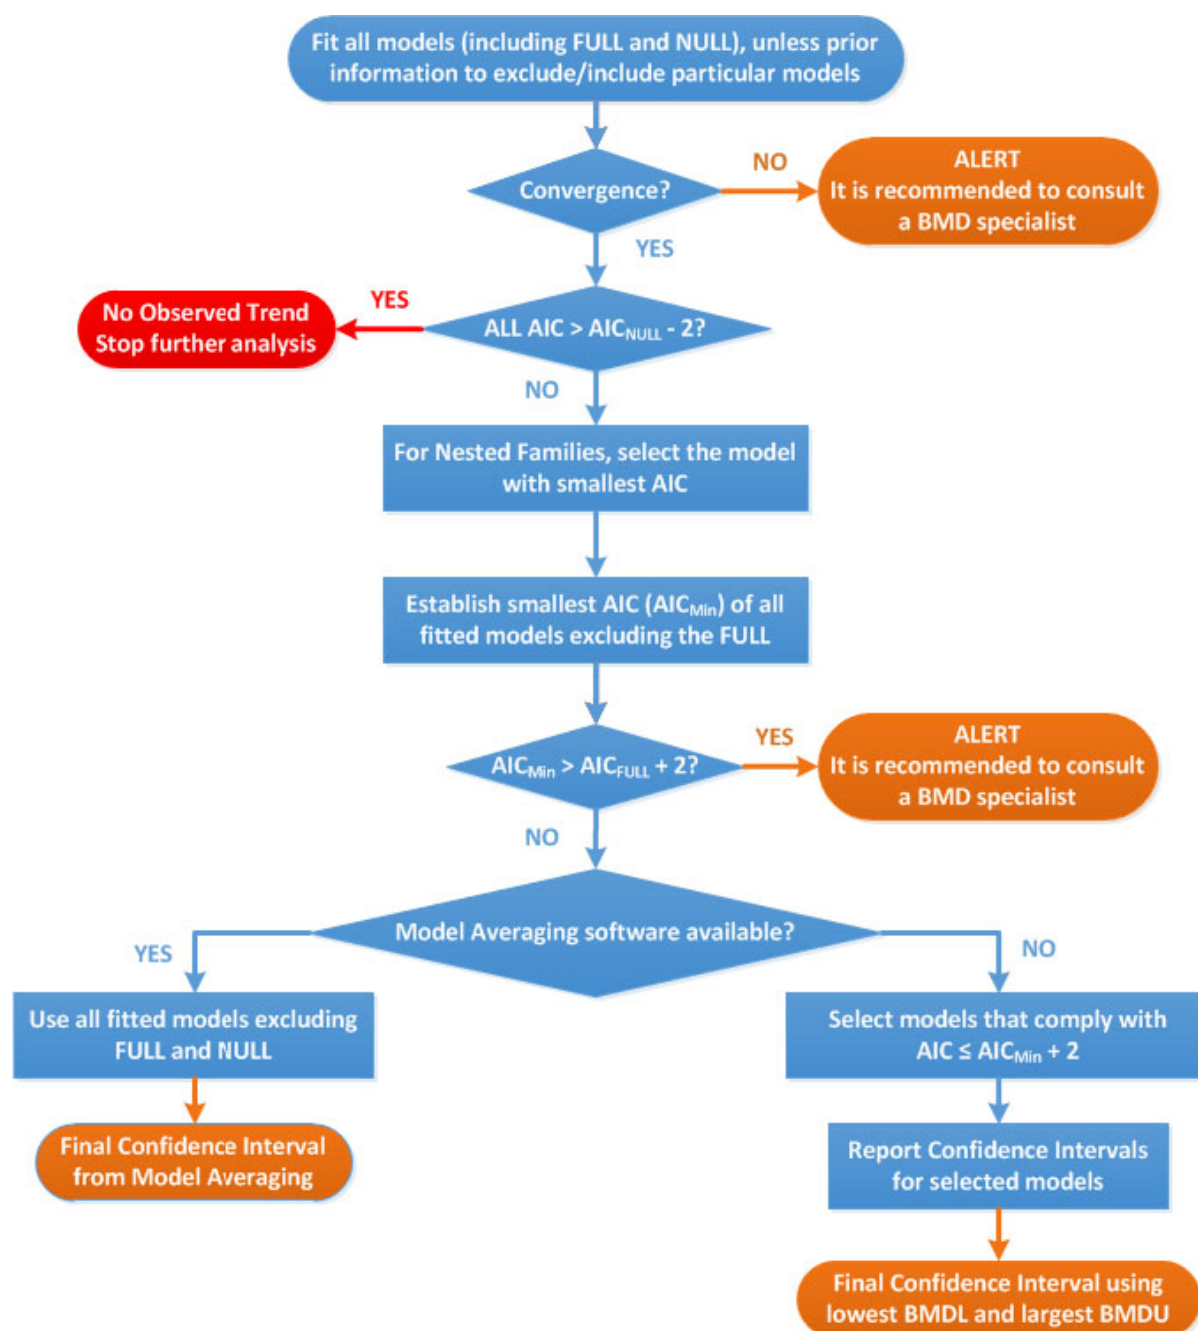 Fit all models (including FULL and NULL), unless prior
information to exclude/include particular models
Convergence?
NO
ALERT
It is recommended to consult
a BMD specialist
YES
ALL AIC > AIC_NULL - 2?
YES
No Observed Trend
Stop further analysis
NO
For Nested Families, select the model
with smallest AIC
Establish smallest AIC (AIC_Min) of all
fitted models excluding the FULL
AIC_Min > AIC_FULL + 2?
YES
ALERT
It is recommended to consult
a BMD specialist
NO
Model Averaging software available?
YES
Use all fitted models excluding
FULL and NULL
Final Confidence Interval
from Model Averaging
NO
Select models that comply with
AIC ≤ AIC_Min + 2
Report Confidence Intervals
for selected models
Final Confidence Interval using
lowest BMDL and largest BMDU